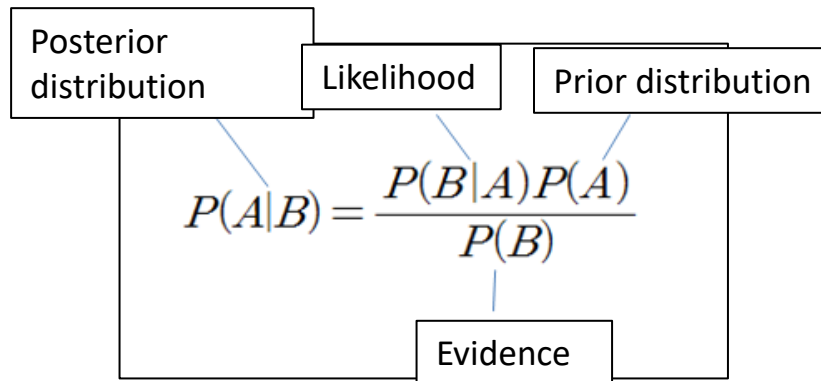 Posterior
distribution
Likelihood
Prior distribution
P(A|B) = P(B|A)P(A)
P(B)
Evidence